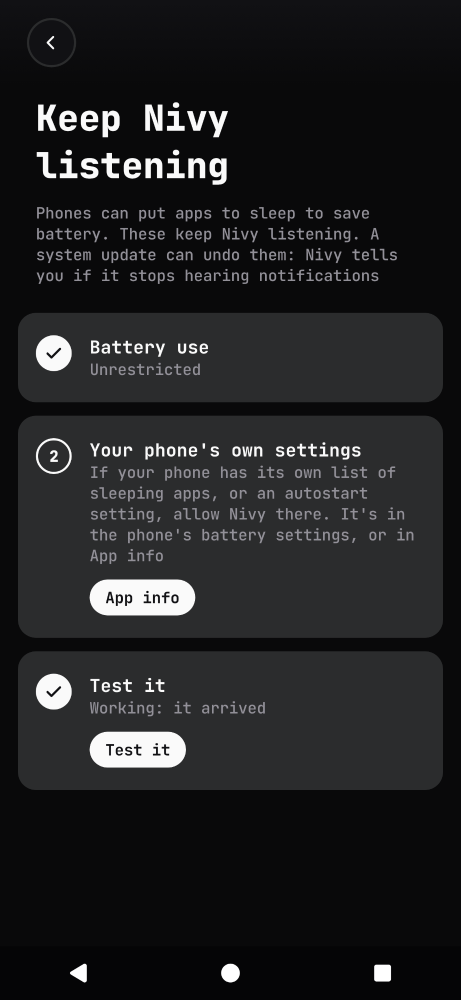 Keep Nivy
listening
Phones can put apps to sleep to save
battery. These keep Nivy listening. A
system update can undo them: Nivy tells
you if it stops hearing notifications
Battery use
Unrestricted
2
Your phone's own settings
If your phone has its own list of
sleeping apps, or an autostart
setting, allow Nivy there. It's in
the phone's battery settings, or in
App info
App info
Test it
Working: it arrived
Test it